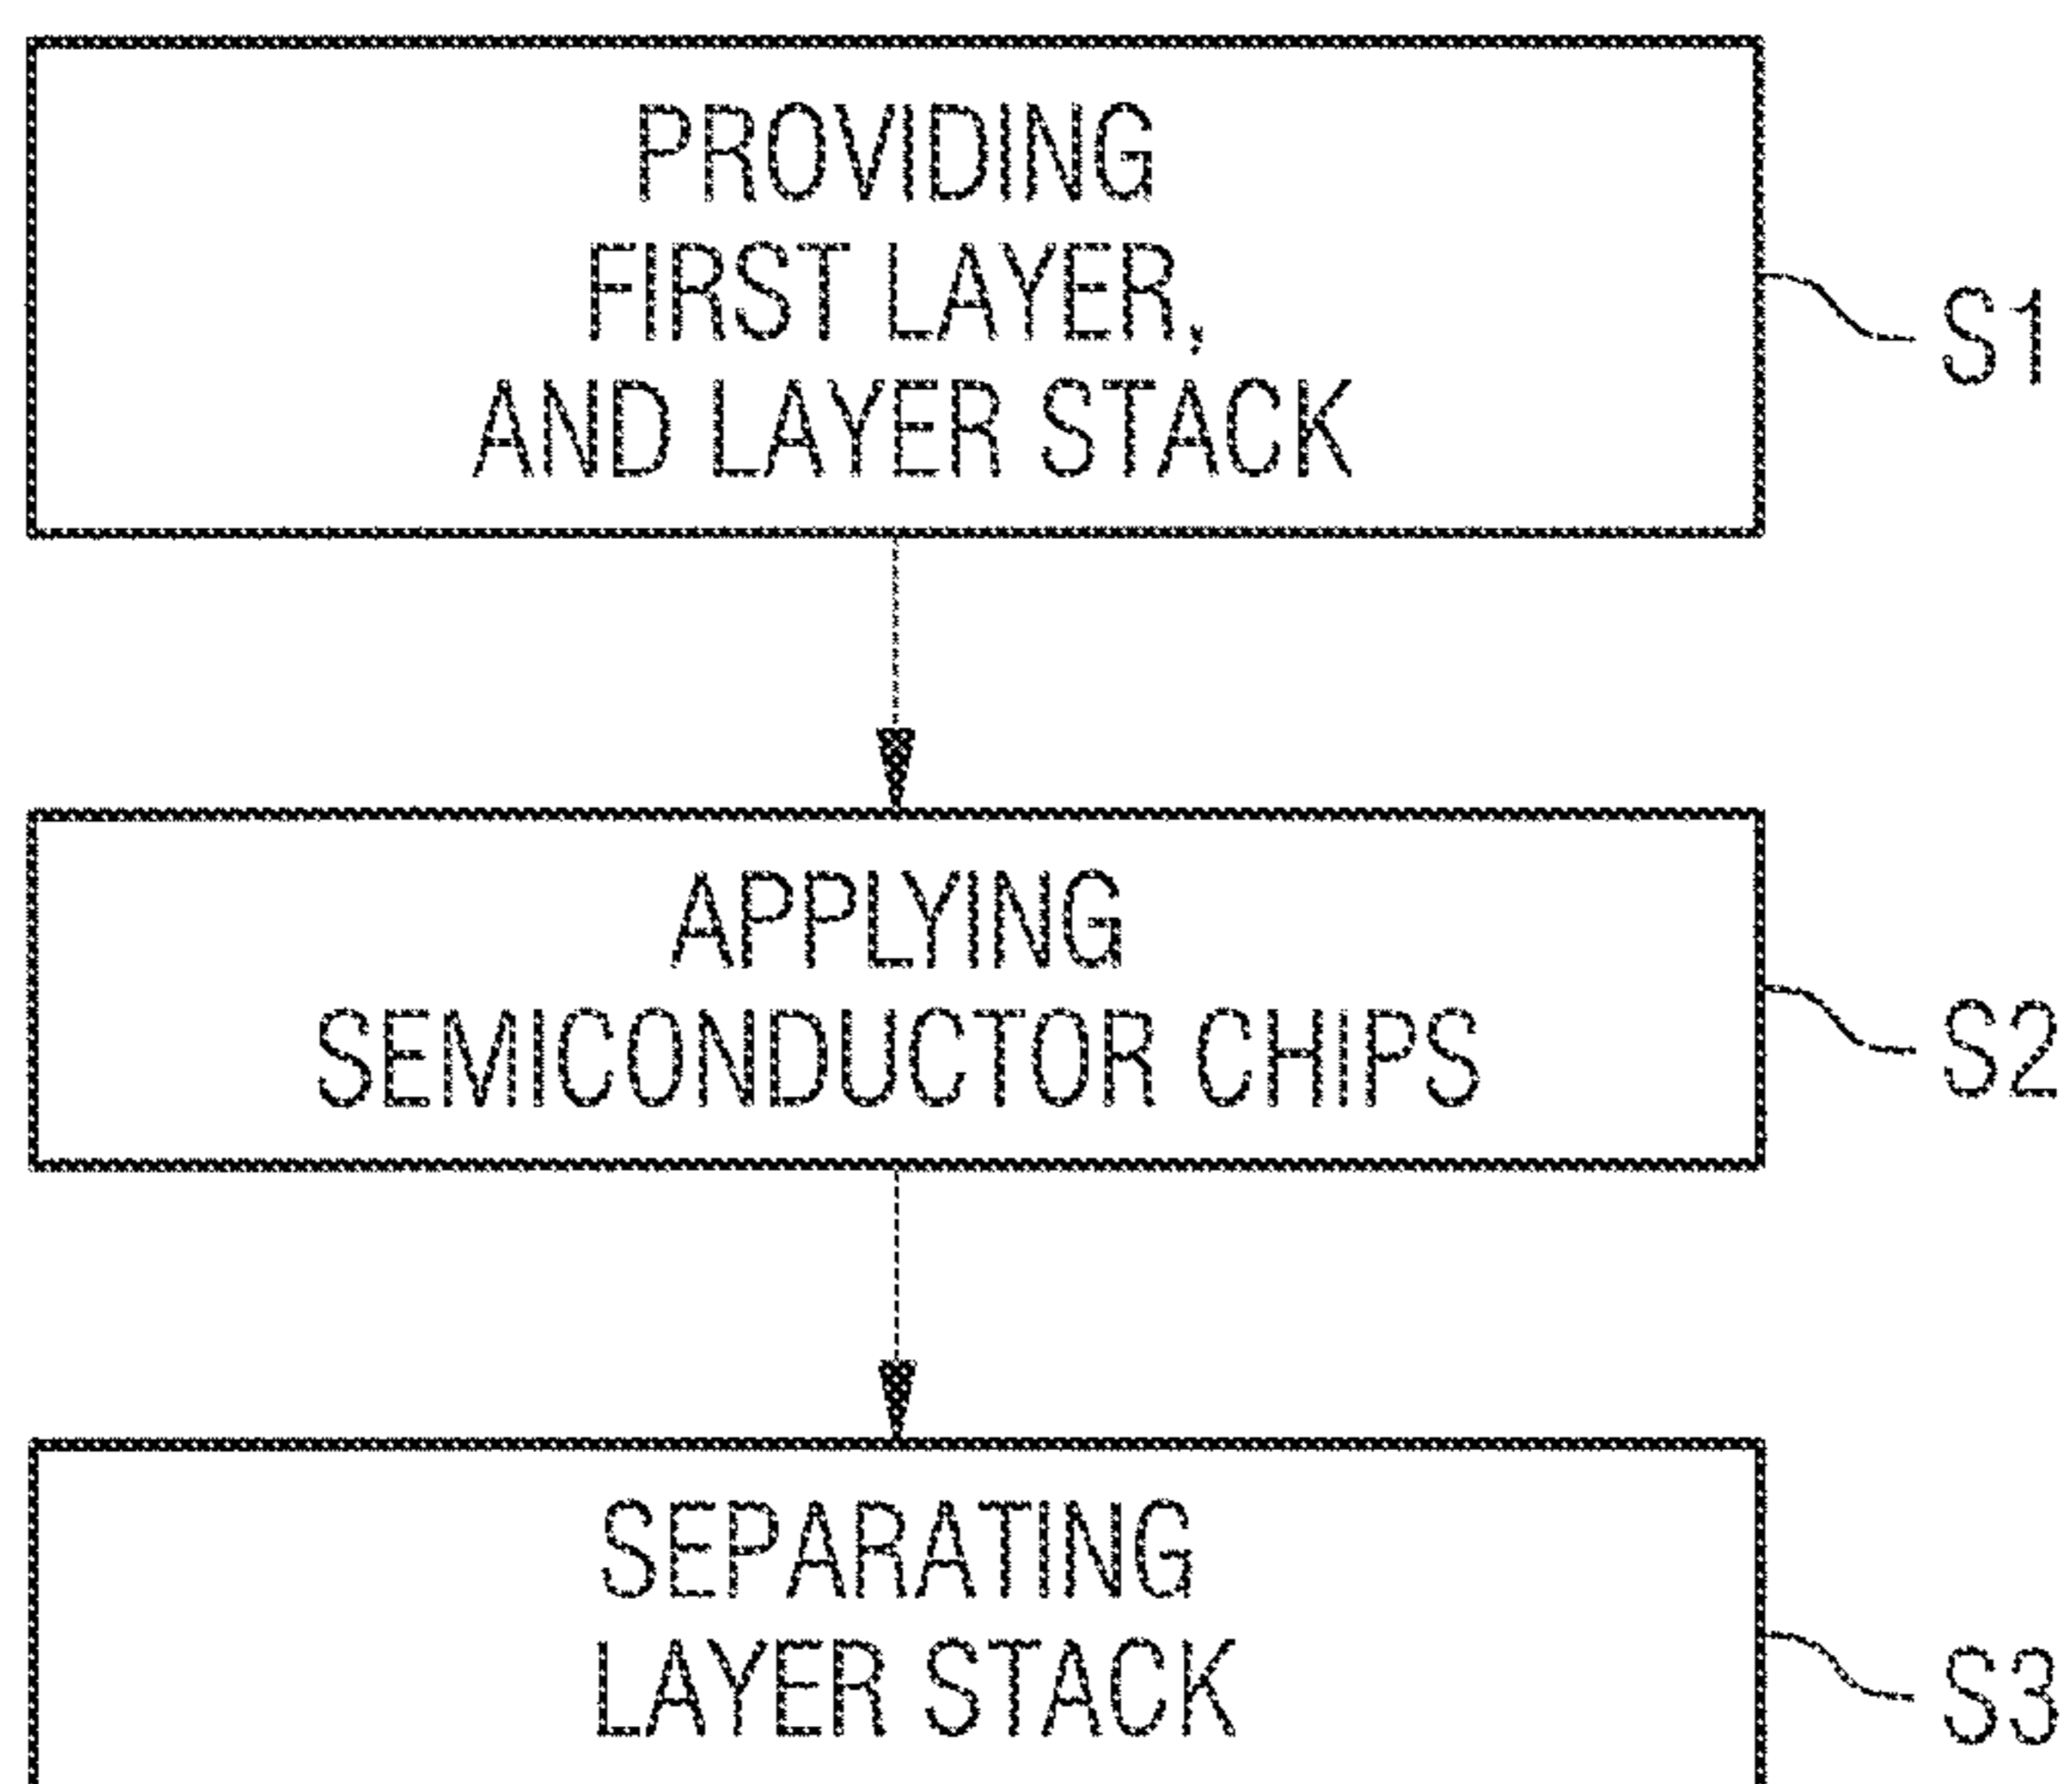 PROVIDING
FIRST LAYER,
AND LAYER STACK
S1
APPLYING
SEMICONDUCTOR CHIPS
S2
SEPARATING
LAYER STACK
S3